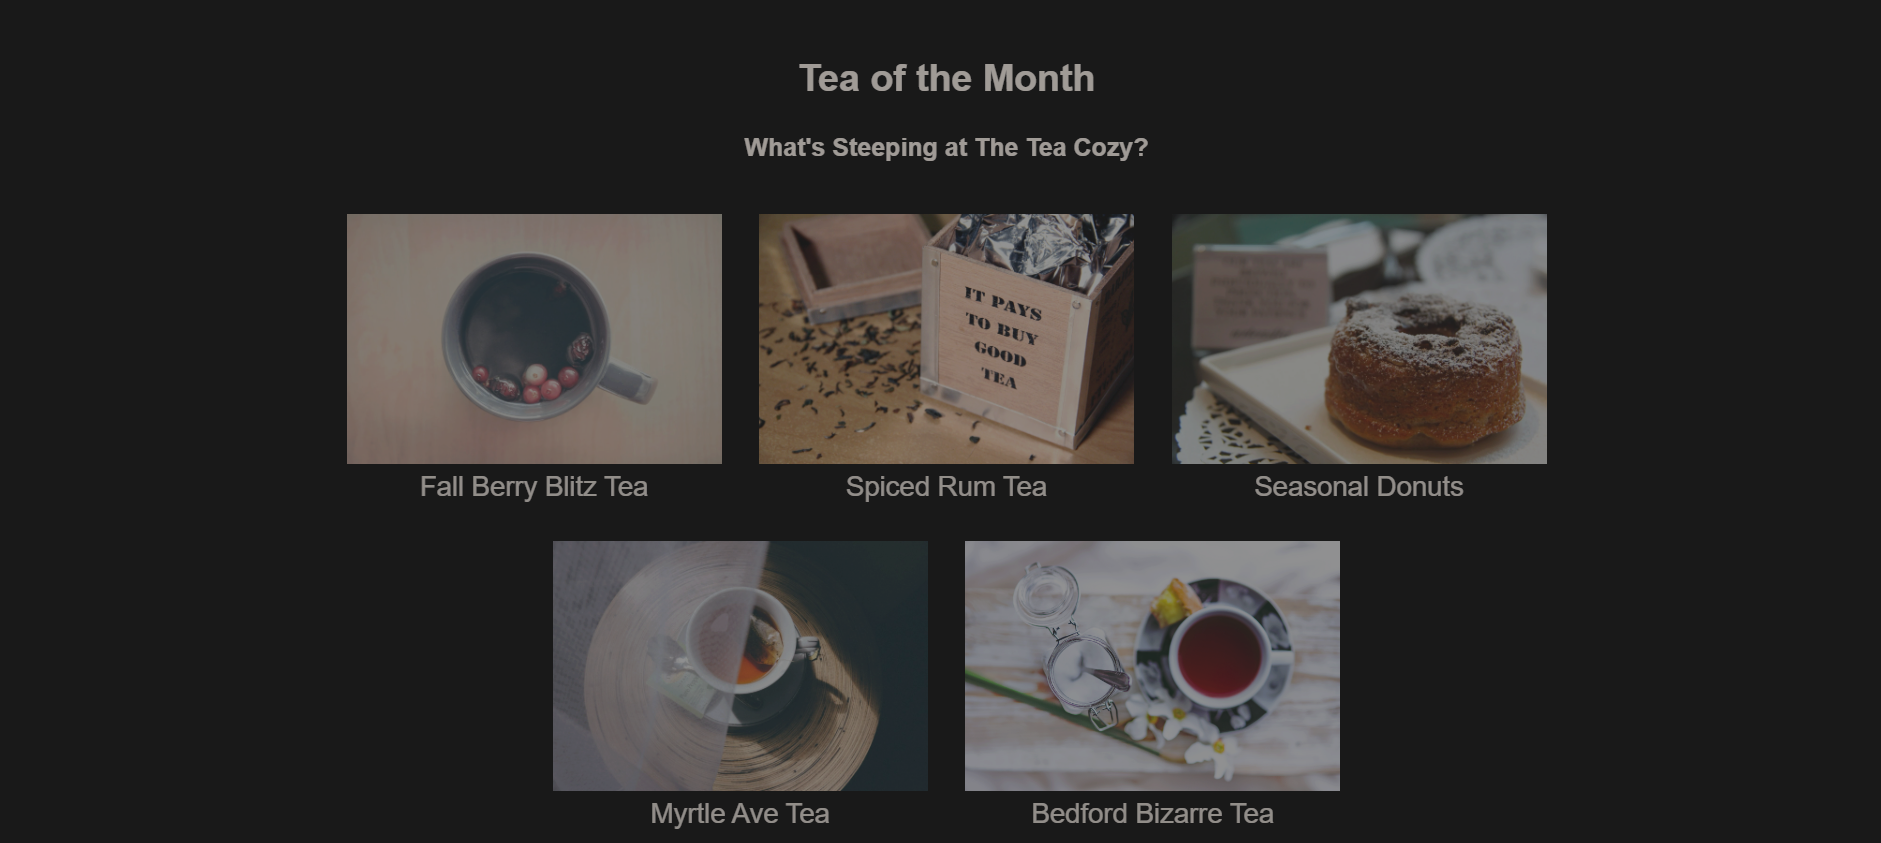 Tea of the Month
What's Steeping at The Tea Cozy?
IT PAYS
TO BUY
GOOD
TEA
Fall Berry Blitz Tea
Spiced Rum Tea
Seasonal Donuts
Myrtle Ave Tea
Bedford Bizarre Tea